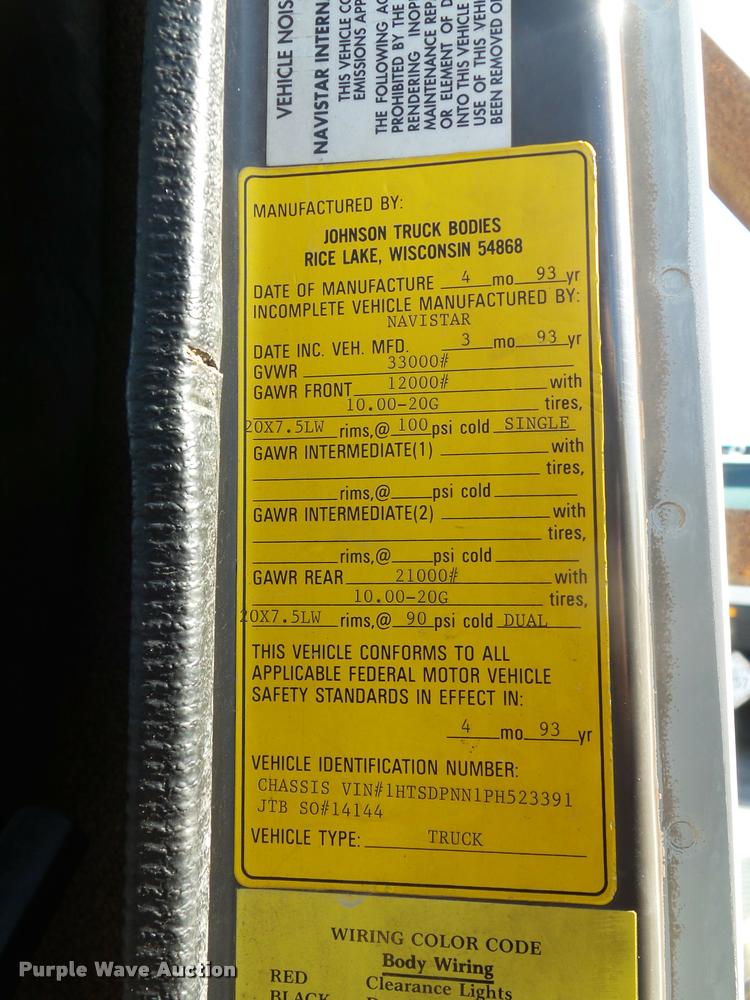 VEHICLE NOIS
NAVISTAR INTERN
THIS VEHICLE CO
EMISSIONS APP
THE FOLLOWING AC
PROHIBITED BY THE
RENDERING INOP
MAINTENANCE REP
OR ELEMENT OF D
INTO THIS VEHICLE
USE OF THIS VEHI
BEEN REMOVED O
MANUFACTURED BY:
JOHNSON TRUCK BODIES
RICE LAKE, WISCONSIN 54868
DATE OF MANUFACTURE 4 mo. 93 yr
INCOMPLETE VEHICLE MANUFACTURED BY:
NAVISTAR
DATE INC. VEH. MFD. 3 mo. 93 yr
GVWR 33000#
GAWR FRONT 12000# with
10.00-20G tires,
20X7.5LW rims,@ 100 psi cold SINGLE
GAWR INTERMEDIATE(1) with
tires,
rims,@ psi cold
GAWR INTERMEDIATE(2) with
tires,
rims,@ psi cold
GAWR REAR 21000# with
10.00-20G tires,
20X7.5LW rims,@ 90 psi cold DUAL
THIS VEHICLE CONFORMS TO ALL
APPLICABLE FEDERAL MOTOR VEHICLE
SAFETY STANDARDS IN EFFECT IN:
4 mo. 93 yr
VEHICLE IDENTIFICATION NUMBER:
CHASSIS VIN#1HTSDPNN1PH523391
JTB SO#14144
VEHICLE TYPE: TRUCK
WIRING COLOR CODE
Body Wiring
RED Clearance Lights
BLACK
Purple Wave Auction